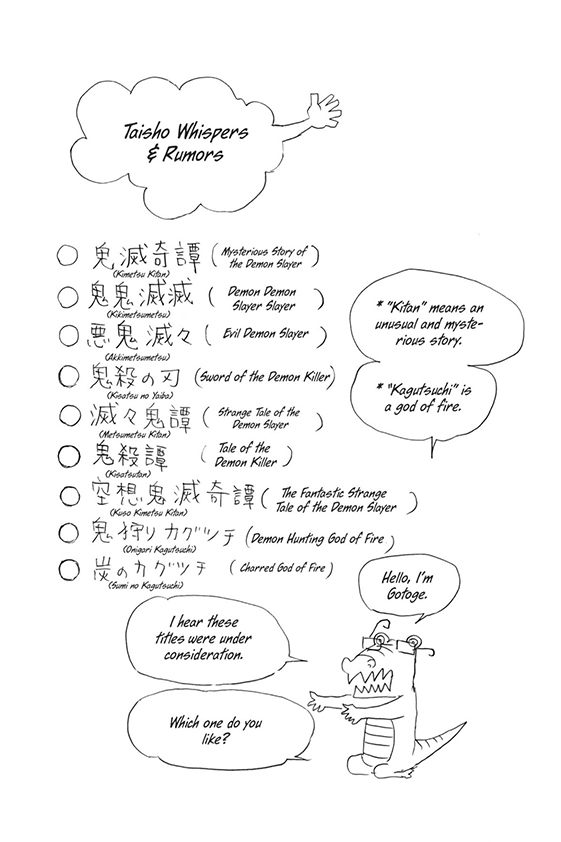 Taisho Whispers
& Rumors
鬼滅奇譚 (Mysterious Story of
the Demon Slayer)
(Kimetsu Kitan)
鬼鬼滅滅 (Demon Demon
Slayer Slayer)
(Kikimetsumetsu)
悪鬼滅々 (Evil Demon Slayer)
(Akkimetsumetsu)
鬼殺の刃 (Sword of the Demon Killer)
(Kisatsu no Yaiba)
滅々鬼譚 (Strange Tale of the
Demon Slayer)
(Metsumetsu Kitan)
鬼殺譚 (Tale of the
Demon Killer)
(Kisatsutan)
空想鬼滅奇譚 (The Fantastic Strange
Tale of the Demon Slayer)
(Kuso Kimetsu Kitan)
鬼狩りカグツチ (Demon Hunting God of Fire)
(Onigari Kagutsuchi)
炭のカグツチ (Charred God of Fire)
(Sumi no Kagutsuchi)
* "Kitan" means an
unusual and myste-
rious story.
* "Kagutsuchi" is
a god of fire.
Hello, I'm
Gotoge.
I hear these
titles were under
consideration.
Which one do you
like?